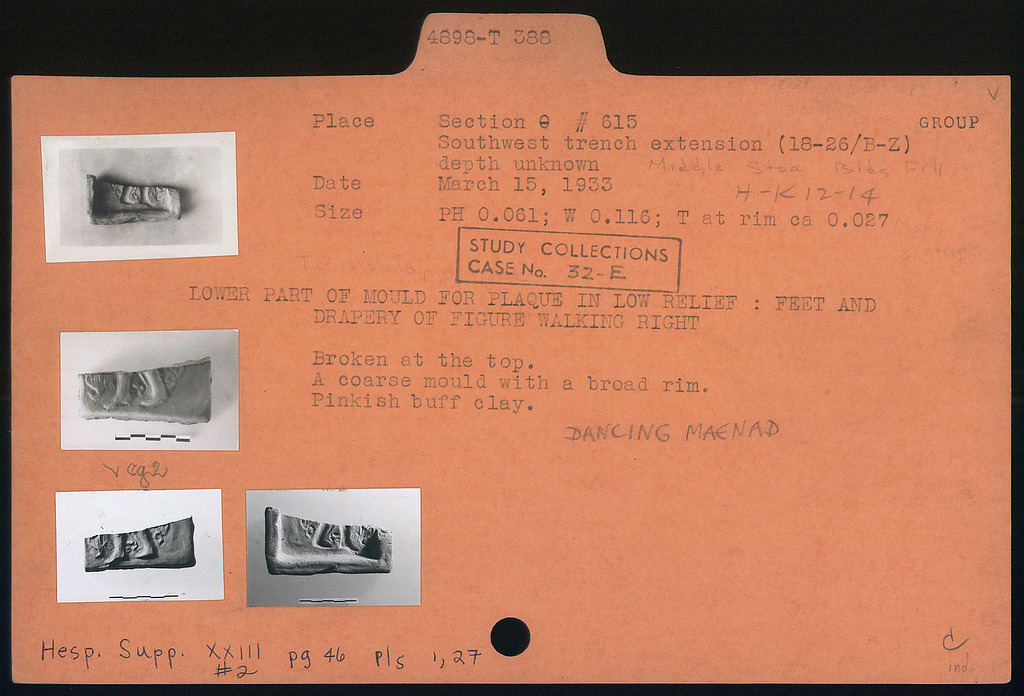 4898-T 388
Place Section Θ # 615 GROUP
Southwest trench extension (18-26/B-Z)
depth unknown Middle Stoa Bldg Fill
Date March 15, 1933 H-K 12-14
Size PH 0.061; W 0.116; T at rim ca 0.027
STUDY COLLECTIONS
CASE No. 32-E
LOWER PART OF MOULD FOR PLAQUE IN LOW RELIEF : FEET AND
DRAPERY OF FIGURE WALKING RIGHT
Broken at the top.
A coarse mould with a broad rim.
Pinkish buff clay.
DANCING MAENAD
Hesp. Supp. XXIII pg 46 pls 1, 27
#2
d
ind.